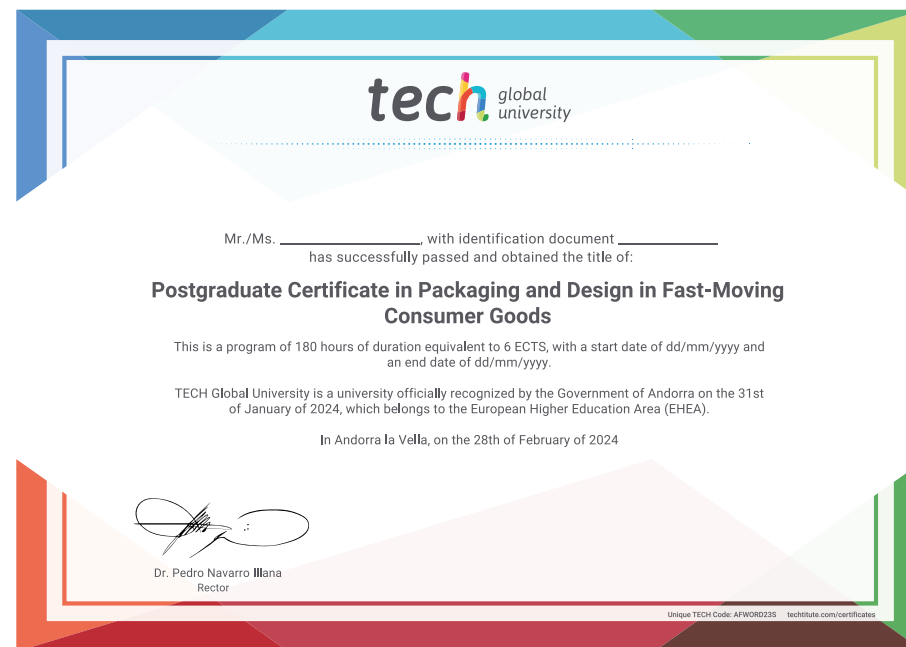 tech global university
Mr./Ms. ____________________, with identification document ______________
has successfully passed and obtained the title of:
Postgraduate Certificate in Packaging and Design in Fast-Moving
Consumer Goods
This is a program of 180 hours of duration equivalent to 6 ECTS, with a start date of dd/mm/yyyy and
an end date of dd/mm/yyyy.
TECH Global University is a university officially recognized by the Government of Andorra on the 31st
of January of 2024, which belongs to the European Higher Education Area (EHEA).
In Andorra la Vella, on the 28th of February of 2024
Dr. Pedro Navarro Illana
Rector
Unique TECH Code: AFWORD23S techtitute.com/certificates